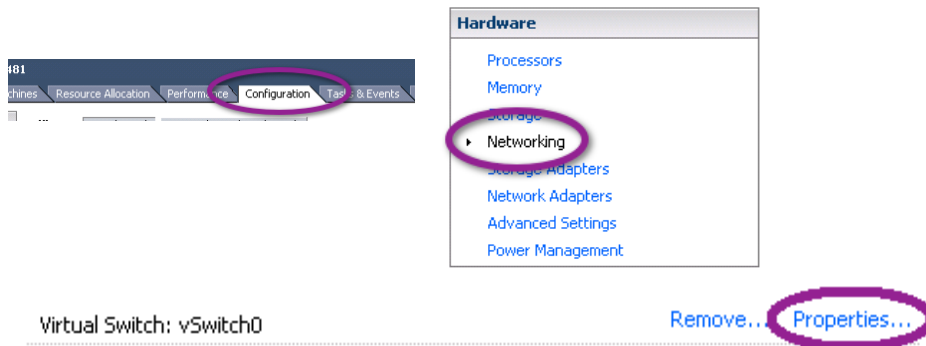 481
chines Resource Allocation Performance Configuration Tasks & Events
Hardware
Processors
Memory
Storage
Networking
Storage Adapters
Network Adapters
Advanced Settings
Power Management
Virtual Switch: vSwitch0 Remove... Properties...